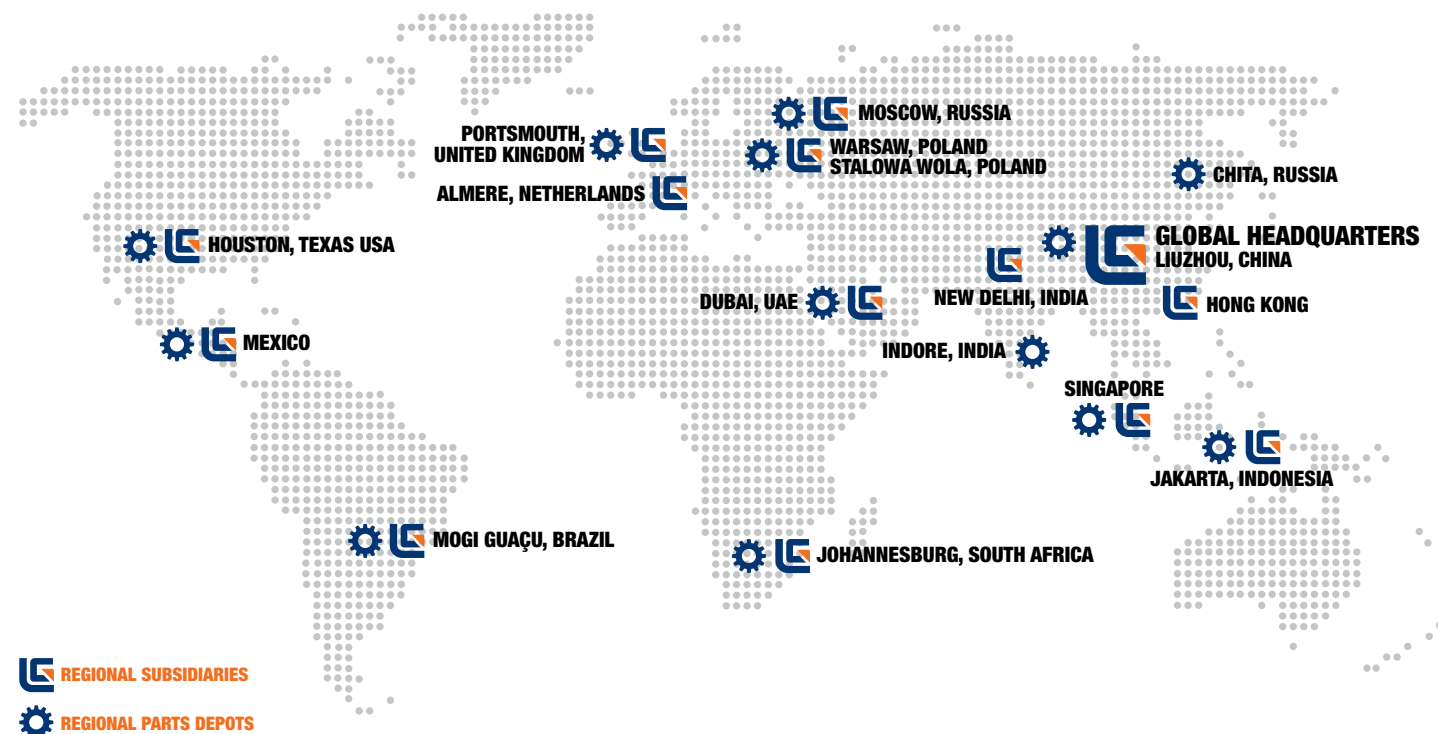 MOSCOW, RUSSIA
PORTSMOUTH,
UNITED KINGDOM
WARSAW, POLAND
STALOWA WOLA, POLAND
CHITA, RUSSIA
ALMERE, NETHERLANDS
HOUSTON, TEXAS USA
GLOBAL HEADQUARTERS
LIUZHOU, CHINA
DUBAI, UAE
NEW DELHI, INDIA
HONG KONG
MEXICO
INDORE, INDIA
SINGAPORE
JAKARTA, INDONESIA
MOGI GUAÇU, BRAZIL
JOHANNESBURG, SOUTH AFRICA
REGIONAL SUBSIDIARIES
REGIONAL PARTS DEPOTS